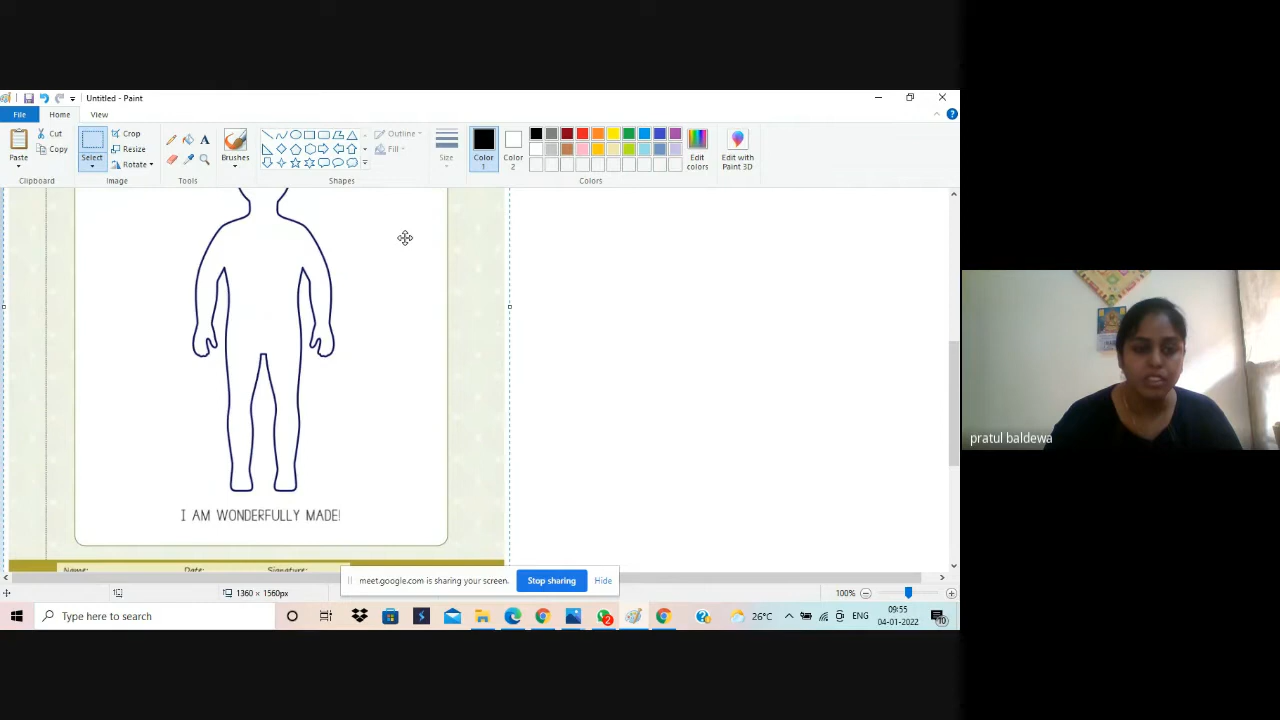 Untitled - Paint
File Home View
Paste
Cut
Copy
Clipboard
Select
Crop
Resize
Rotate
Image
Tools
Brushes
Shapes
Outline
Fill
Size
Color 1
Color 2
Edit colors
Colors
Edit with Paint 3D
I AM WONDERFULLY MADE!
Name: Date: Signature:
meet.google.com is sharing your screen. Stop sharing Hide
1360 × 1560px
100%
Type here to search
2
26°C
ENG
09:55
04-01-2022
10
pratul baldewa